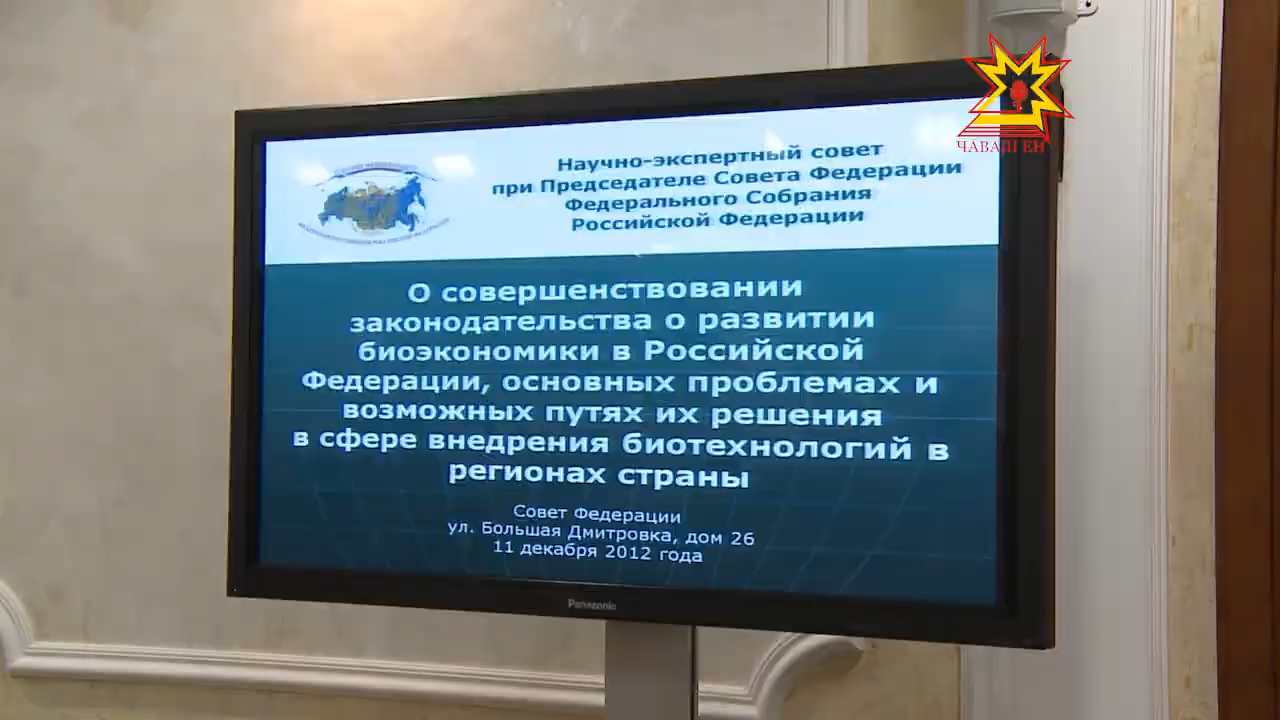 ЧӐВАШ ЕН
Научно-экспертный совет
при Председателе Совета Федерации
Федерального Собрания
Российской Федерации
О совершенствовании
законодательства о развитии
биоэкономики в Российской
Федерации, основных проблемах и
возможных путях их решения
в сфере внедрения биотехнологий в
регионах страны
Совет Федерации
ул. Большая Дмитровка, дом 26
11 декабря 2012 года
Panasonic